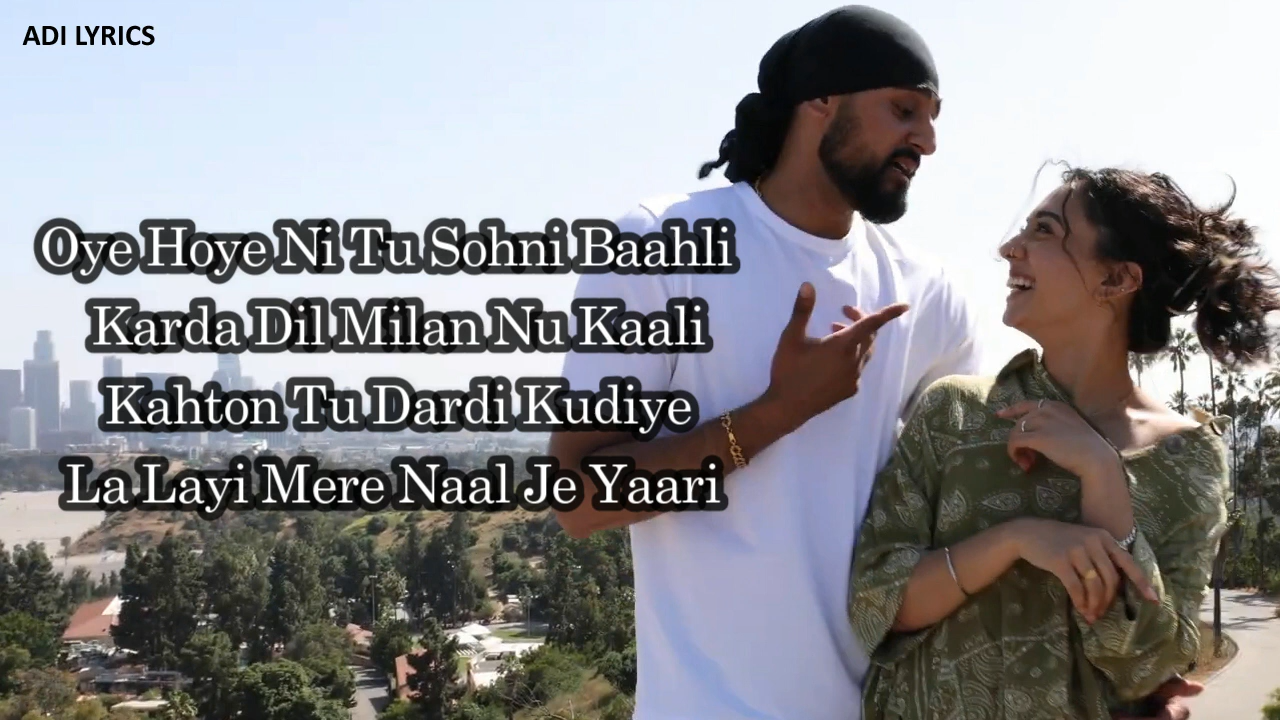 ADI LYRICS
Oye Hoye Ni Tu Sohni Baahli
Karda Dil Milan Nu Kaali
Kahton Tu Dardi Kudiye
La Layi Mere Naal Je Yaari